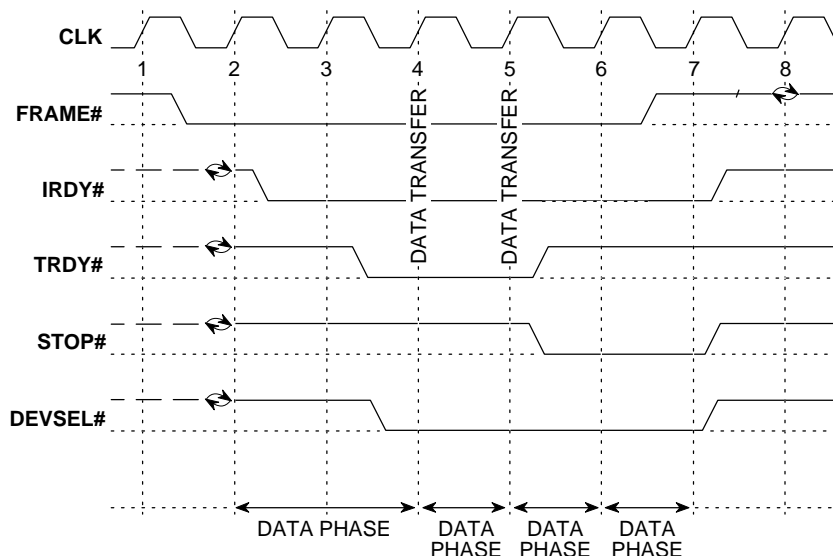 CLK
1 2 3 4 5 6 7 8
FRAME#
DATA TRANSFER
DATA TRANSFER
IRDY#
TRDY#
STOP#
DEVSEL#
DATA PHASE DATA DATA DATA
PHASE PHASE PHASE